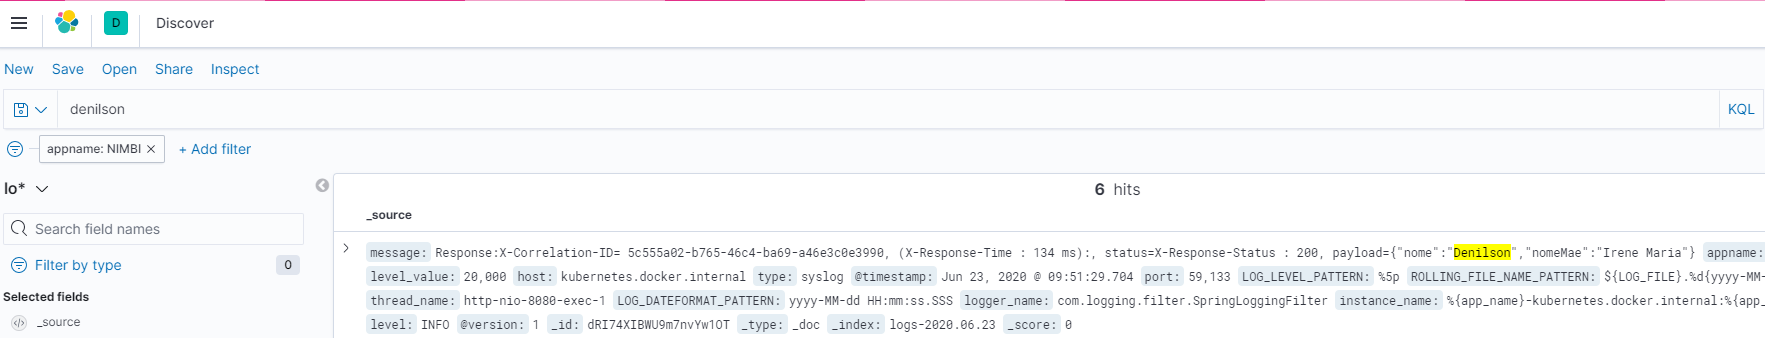 D Discover
New Save Open Share Inspect
denilson KQL
appname: NIMBI × + Add filter
lo*
6 hits
Search field names
_source
Filter by type 0
Selected fields
_source
message: Response:X-Correlation-ID= 5c555a02-b765-46c4-ba69-a46e3c0e3990, (X-Response-Time : 134 ms):, status=X-Response-Status : 200, payload={"nome":"Denilson","nomeMae":"Irene Maria"} appname:
level_value: 20,000 host: kubernetes.docker.internal type: syslog @timestamp: Jun 23, 2020 @ 09:51:29.704 port: 59,133 LOG_LEVEL_PATTERN: %5p ROLLING_FILE_NAME_PATTERN: ${LOG_FILE}.%d{yyyy-MM-
thread_name: http-nio-8080-exec-1 LOG_DATEFORMAT_PATTERN: yyyy-MM-dd HH:mm:ss.SSS logger_name: com.logging.filter.SpringLoggingFilter instance_name: %{app_name}-kubernetes.docker.internal:%{app_
level: INFO @version: 1 _id: dRI74XIBWU9m7nvYw1OT _type: _doc _index: logs-2020.06.23 _score: 0